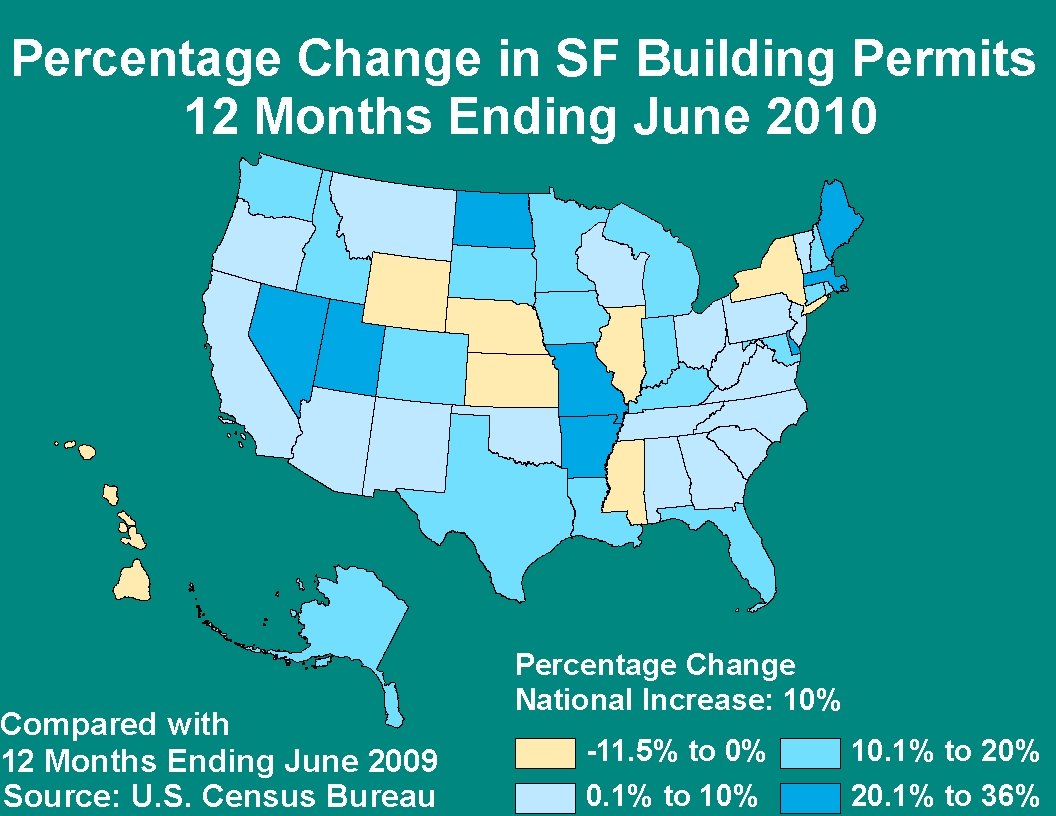 Percentage Change in SF Building Permits
12 Months Ending June 2010
Percentage Change
National Increase: 10%
-11.5% to 0%
10.1% to 20%
0.1% to 10%
20.1% to 36%
Compared with
12 Months Ending June 2009
Source: U.S. Census Bureau